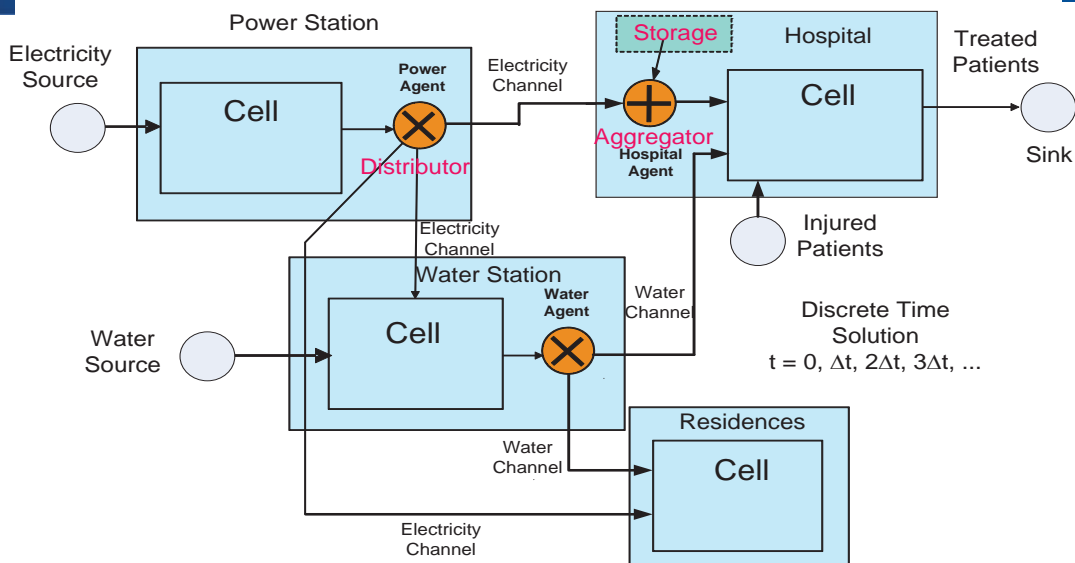 Power Station
Electricity
Source
Cell
Power
Agent
Distributor
Electricity
Channel
Storage
Hospital
Aggregator
Hospital
Agent
Cell
Treated
Patients
Sink
Injured
Patients
Electricity
Channel
Water Station
Water
Source
Cell
Water
Agent
Water
Channel
Discrete Time
Solution
t = 0, Δt, 2Δt, 3Δt, ...
Water
Channel
Residences
Cell
Electricity
Channel